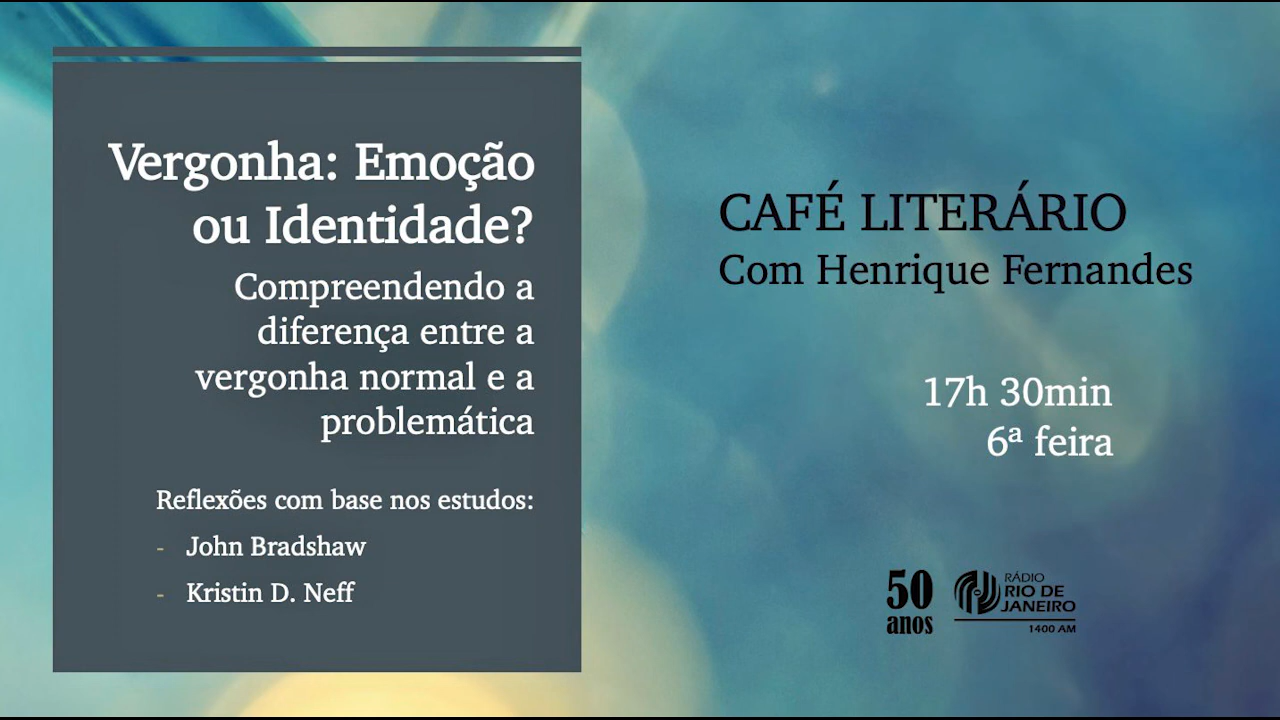 Vergonha: Emoção
ou Identidade?
Compreendendo a
diferença entre a
vergonha normal e a
problemática
Reflexões com base nos estudos:
- John Bradshaw
- Kristin D. Neff
CAFÉ LITERÁRIO
Com Henrique Fernandes
17h 30min
6ª feira
50
anos
RÁDIO
RIO DE
JANEIRO
1400 AM